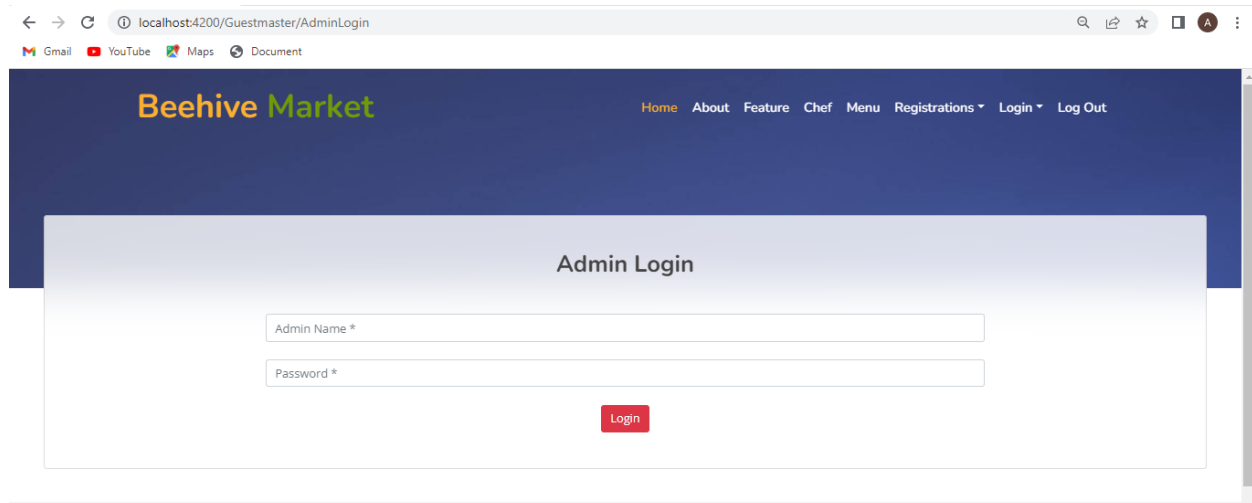 localhost:4200/Guestmaster/AdminLogin
A
Gmail YouTube Maps Document
Beehive Market Home About Feature Chef Menu Registrations Login Log Out
Admin Login
Admin Name *
Password *
Login